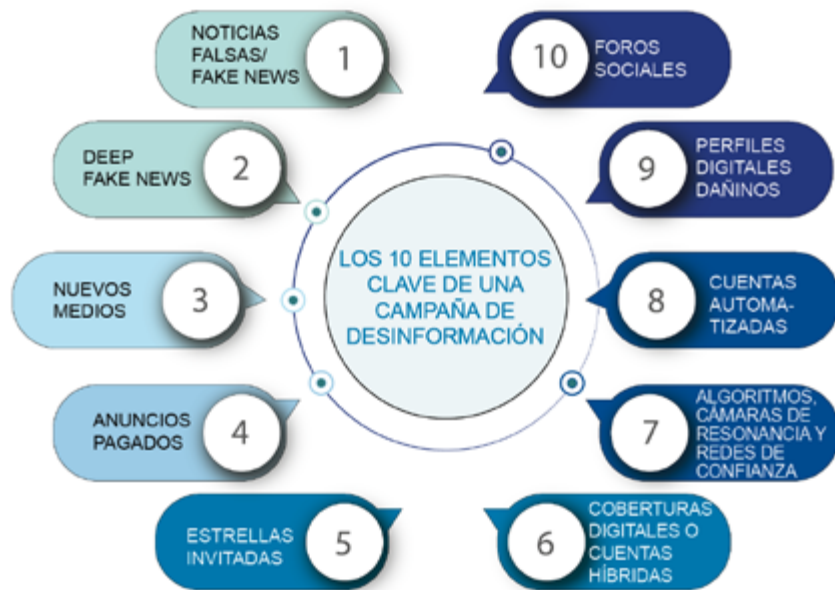 NOTICIAS
FALSAS/
FAKE NEWS
1
DEEP
FAKE NEWS
2
NUEVOS
MEDIOS
3
ANUNCIOS
PAGADOS
4
ESTRELLAS
INVITADAS
5
LOS 10 ELEMENTOS
CLAVE DE UNA
CAMPAÑA DE
DESINFORMACIÓN
10
FOROS
SOCIALES
9
PERFILES
DIGITALES
DAÑINOS
8
CUENTAS
AUTOMA-
TIZADAS
7
ALGORITMOS,
CÁMARAS DE
RESONANCIA Y
REDES DE
CONFIANZA
6
COBERTURAS
DIGITALES O
CUENTAS
HÍBRIDAS